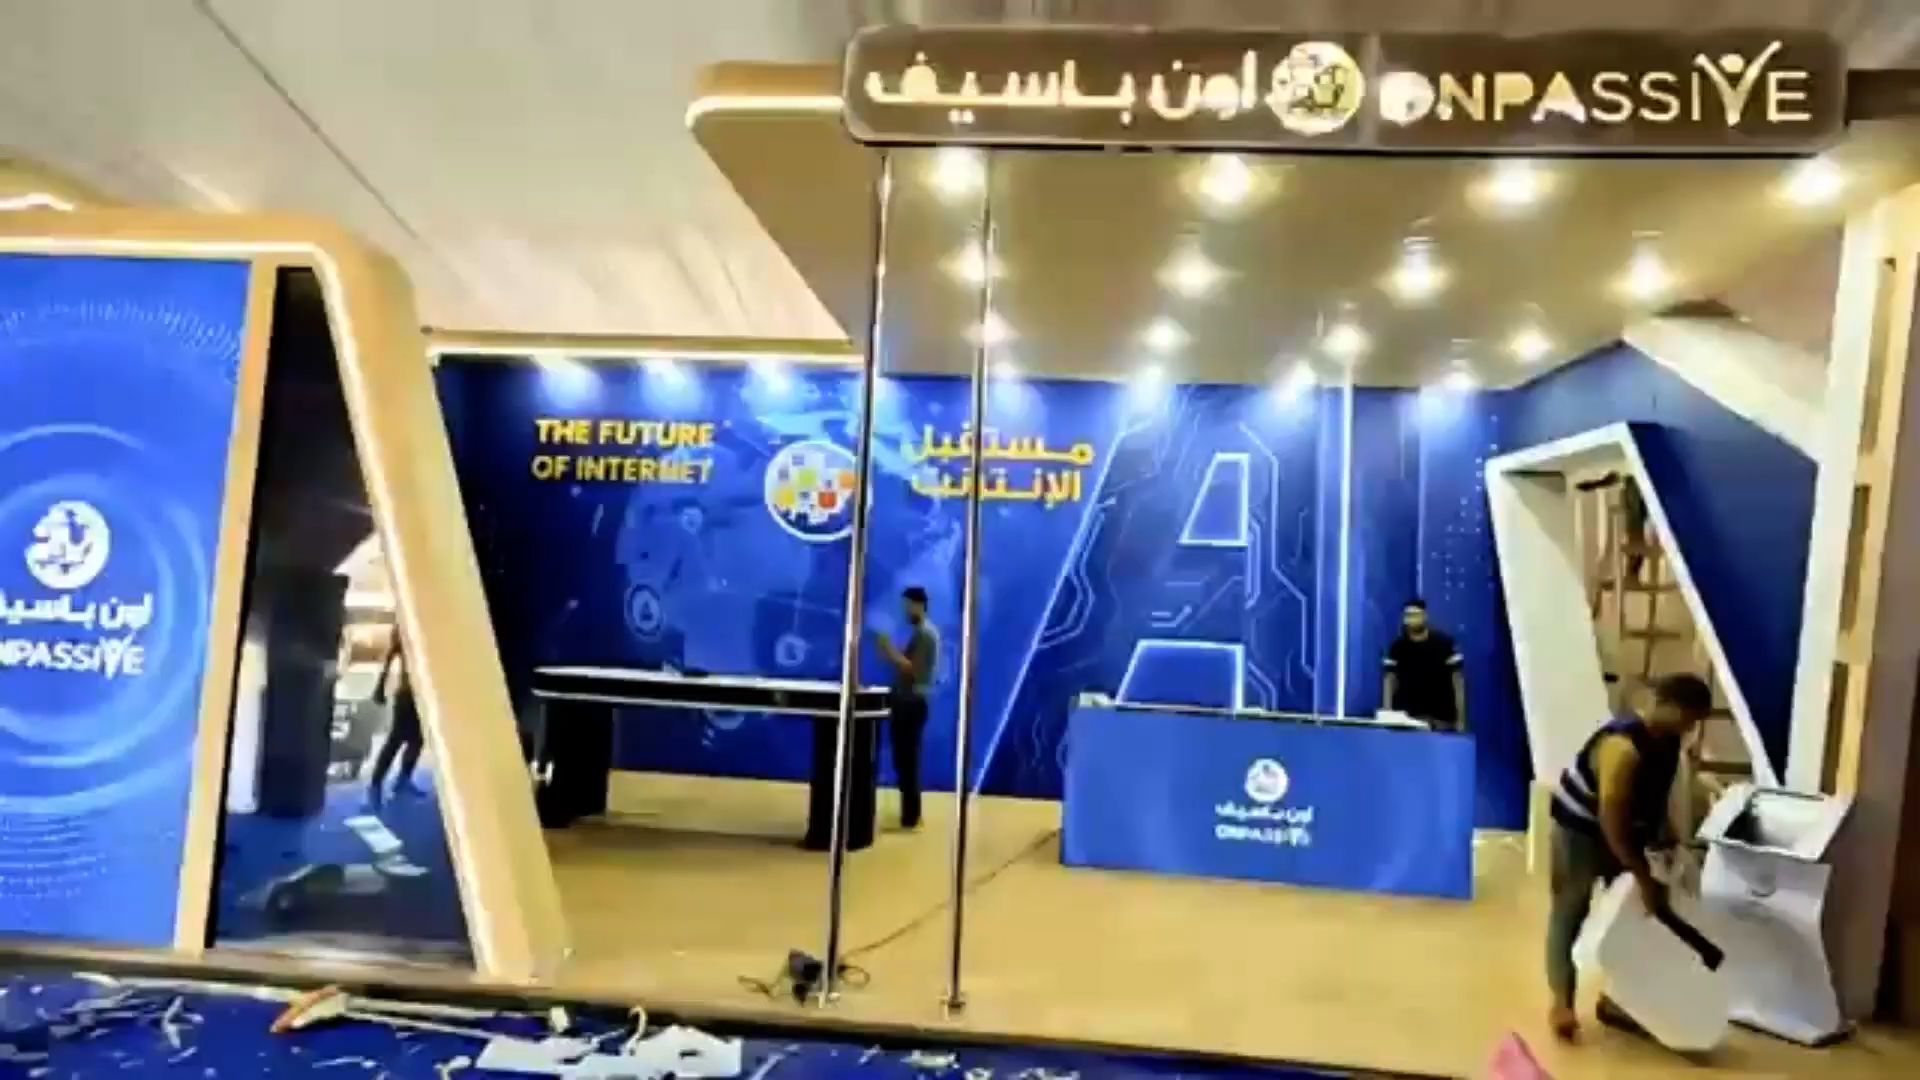 اون باسيف ONPASSIVE
THE FUTURE
OF INTERNET
مستقبل
الإنترنت
AI
اون باسيف
ONPASSIVE
اون باسيف
ONPASSIVE